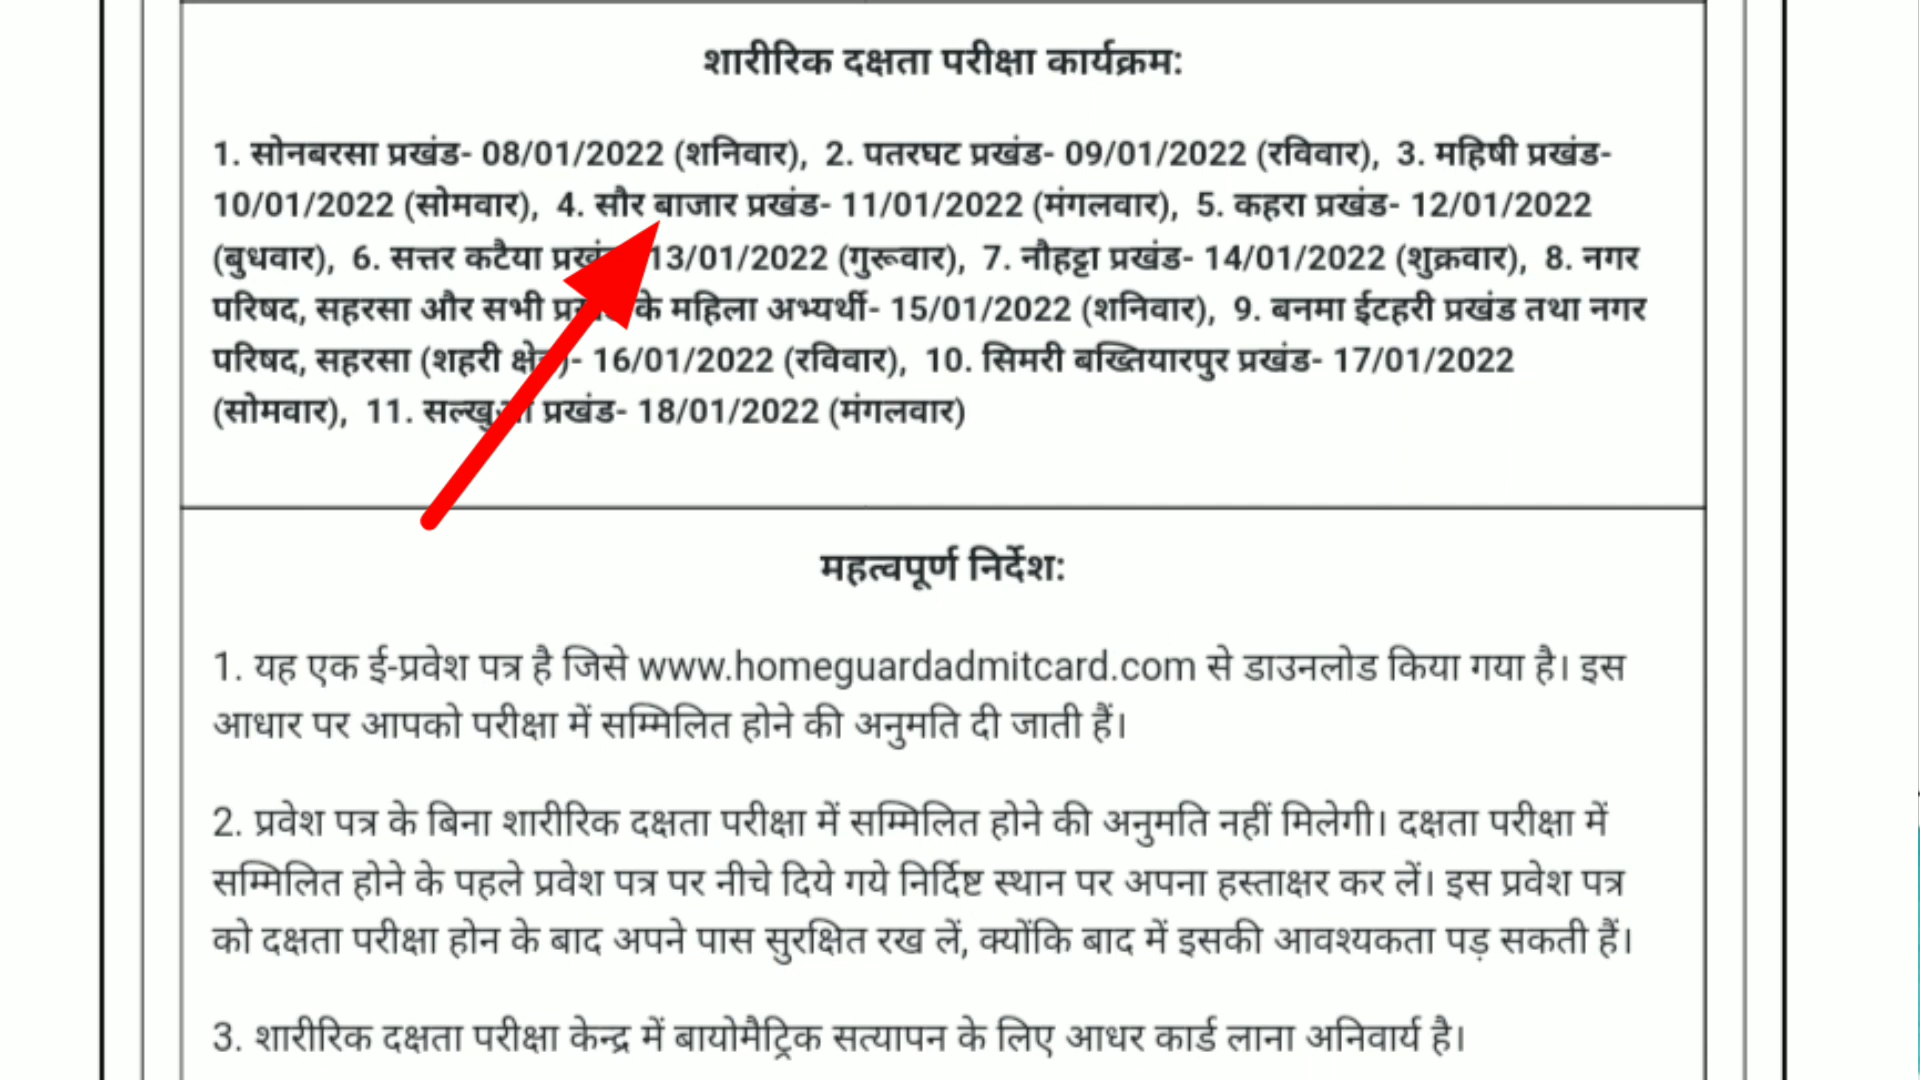 शारीरिक दक्षता परीक्षा कार्यक्रम:
1. सोनबरसा प्रखंड- 08/01/2022 (शनिवार), 2. पतरघट प्रखंड- 09/01/2022 (रविवार), 3. महिषी प्रखंड-
10/01/2022 (सोमवार), 4. सौर बाजार प्रखंड- 11/01/2022 (मंगलवार), 5. कहरा प्रखंड- 12/01/2022
(बुधवार), 6. सत्तर कटैया 13/01/2022 (गुरूवार), 7. नौहट्टा प्रखंड- 14/01/2022 (शुक्रवार), 8. नगर
परिषद, सहरसा और सभी के महिला अभ्यर्थी- 15/01/2022 (शनिवार), 9. बनमा ईटहरी प्रखंड तथा नगर
परिषद, सहरसा (शहरी 16/01/2022 (रविवार), 10. सिमरी बख्तियारपुर प्रखंड- 17/01/2022
(सोमवार), 11. प्रखंड- 18/01/2022 (मंगलवार)
महत्वपूर्ण निर्देश:
1. यह एक ई-प्रवेश पत्र है जिसे www.homeguardadmitcard.com से डाउनलोड किया गया है। इस
आधार पर आपको परीक्षा में सम्मिलित होने की अनुमति दी जाती हैं।
2. प्रवेश पत्र के बिना शारीरिक दक्षता परीक्षा में सम्मिलित होने की अनुमति नहीं मिलेगी। दक्षता परीक्षा में
सम्मिलित होने के पहले प्रवेश पत्र पर नीचे दिये गये निर्दिष्ट स्थान पर अपना हस्ताक्षर कर लें। इस प्रवेश पत्र
को दक्षता परीक्षा होन के बाद अपने पास सुरक्षित रख लें, क्योंकि बाद में इसकी आवश्यकता पड़ सकती हैं।
3. शारीरिक दक्षता परीक्षा केन्द्र में बायोमैट्रिक सत्यापन के लिए आधर कार्ड लाना अनिवार्य है।